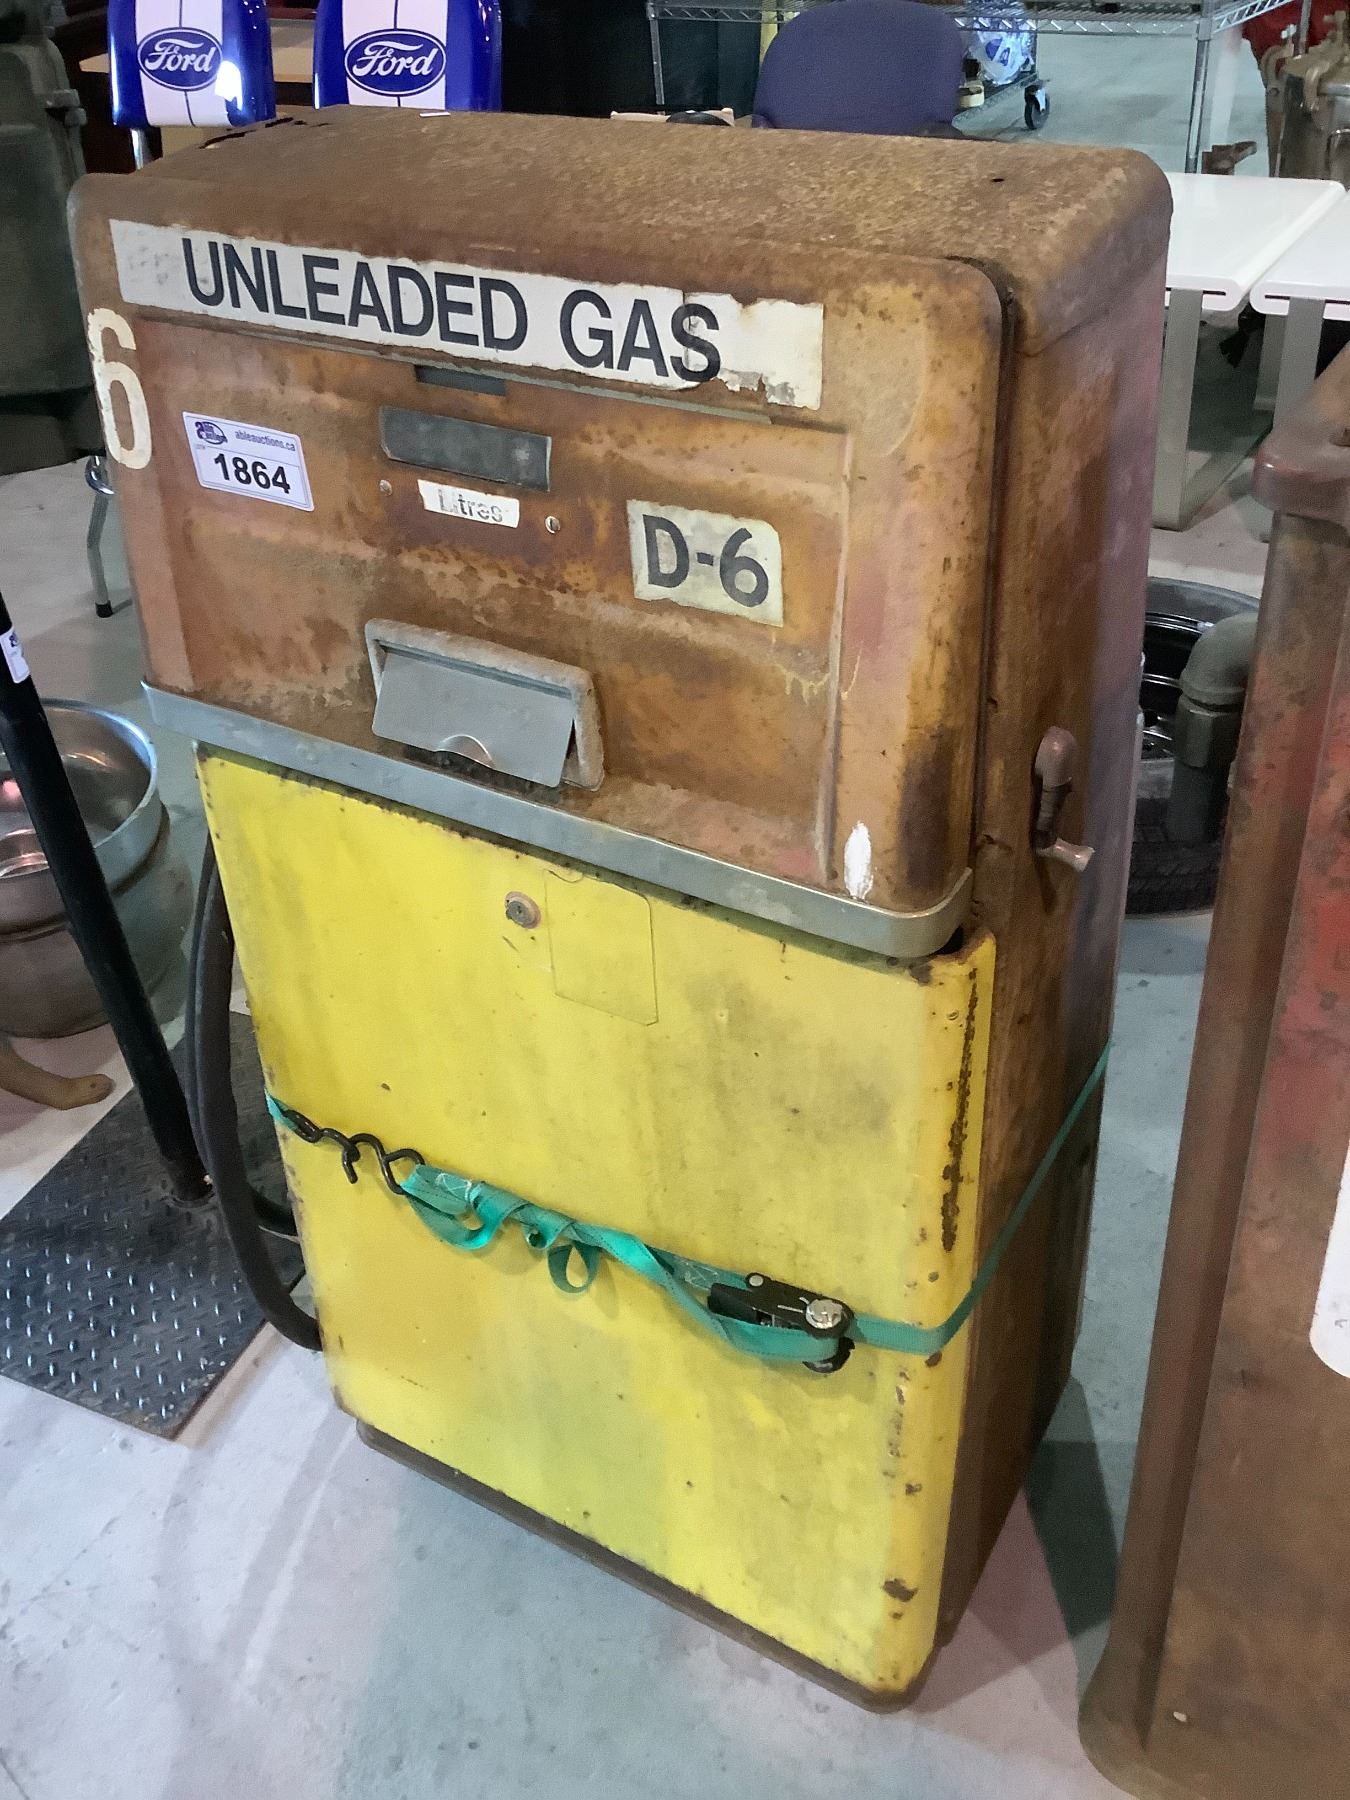 Ford
Ford
UNLEADED GAS
6
ableauctions.ca
1864
Litres
D-6